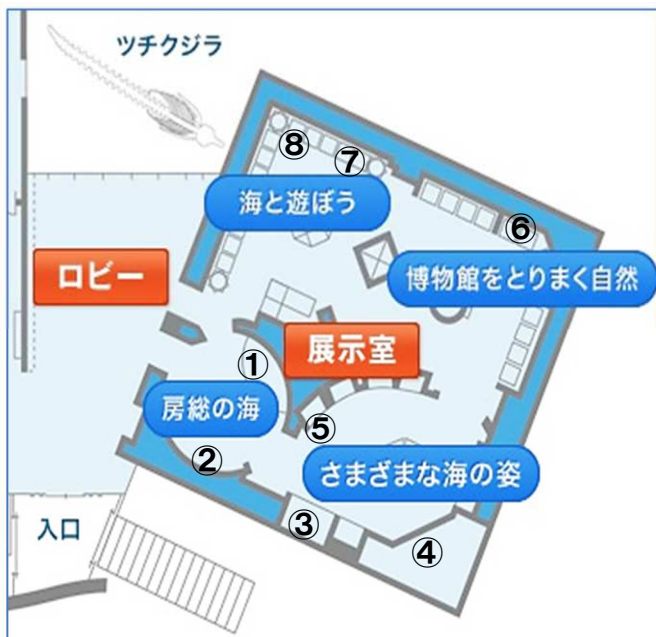 ツチクジラ
⑧
⑦
海と遊ぼう
⑥
ロビー
博物館をとりまく自然
展示室
①
房総の海
⑤
②
さまざまな海の姿
③
入口
④